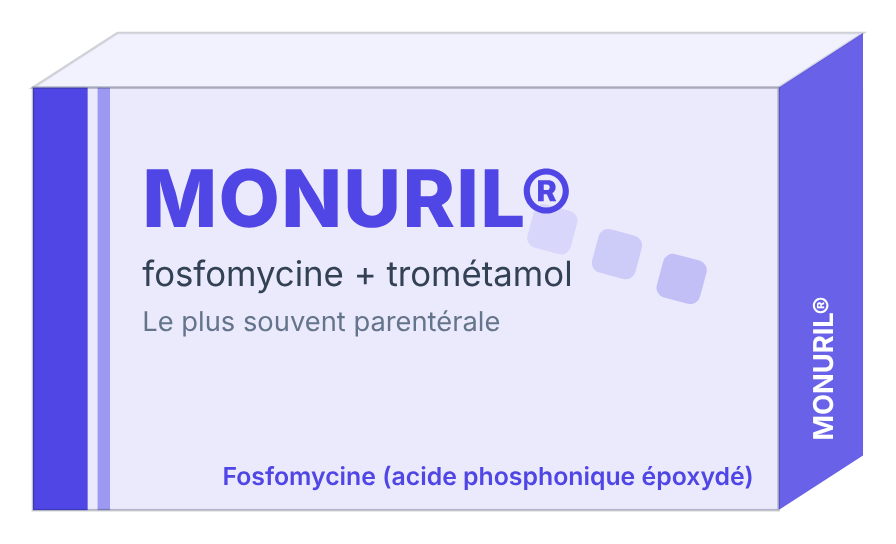 MONURIL®
fosfomycine + trométamol
Le plus souvent parentérale
Fosfomycine (acide phosphonique époxydé)
MONURIL®